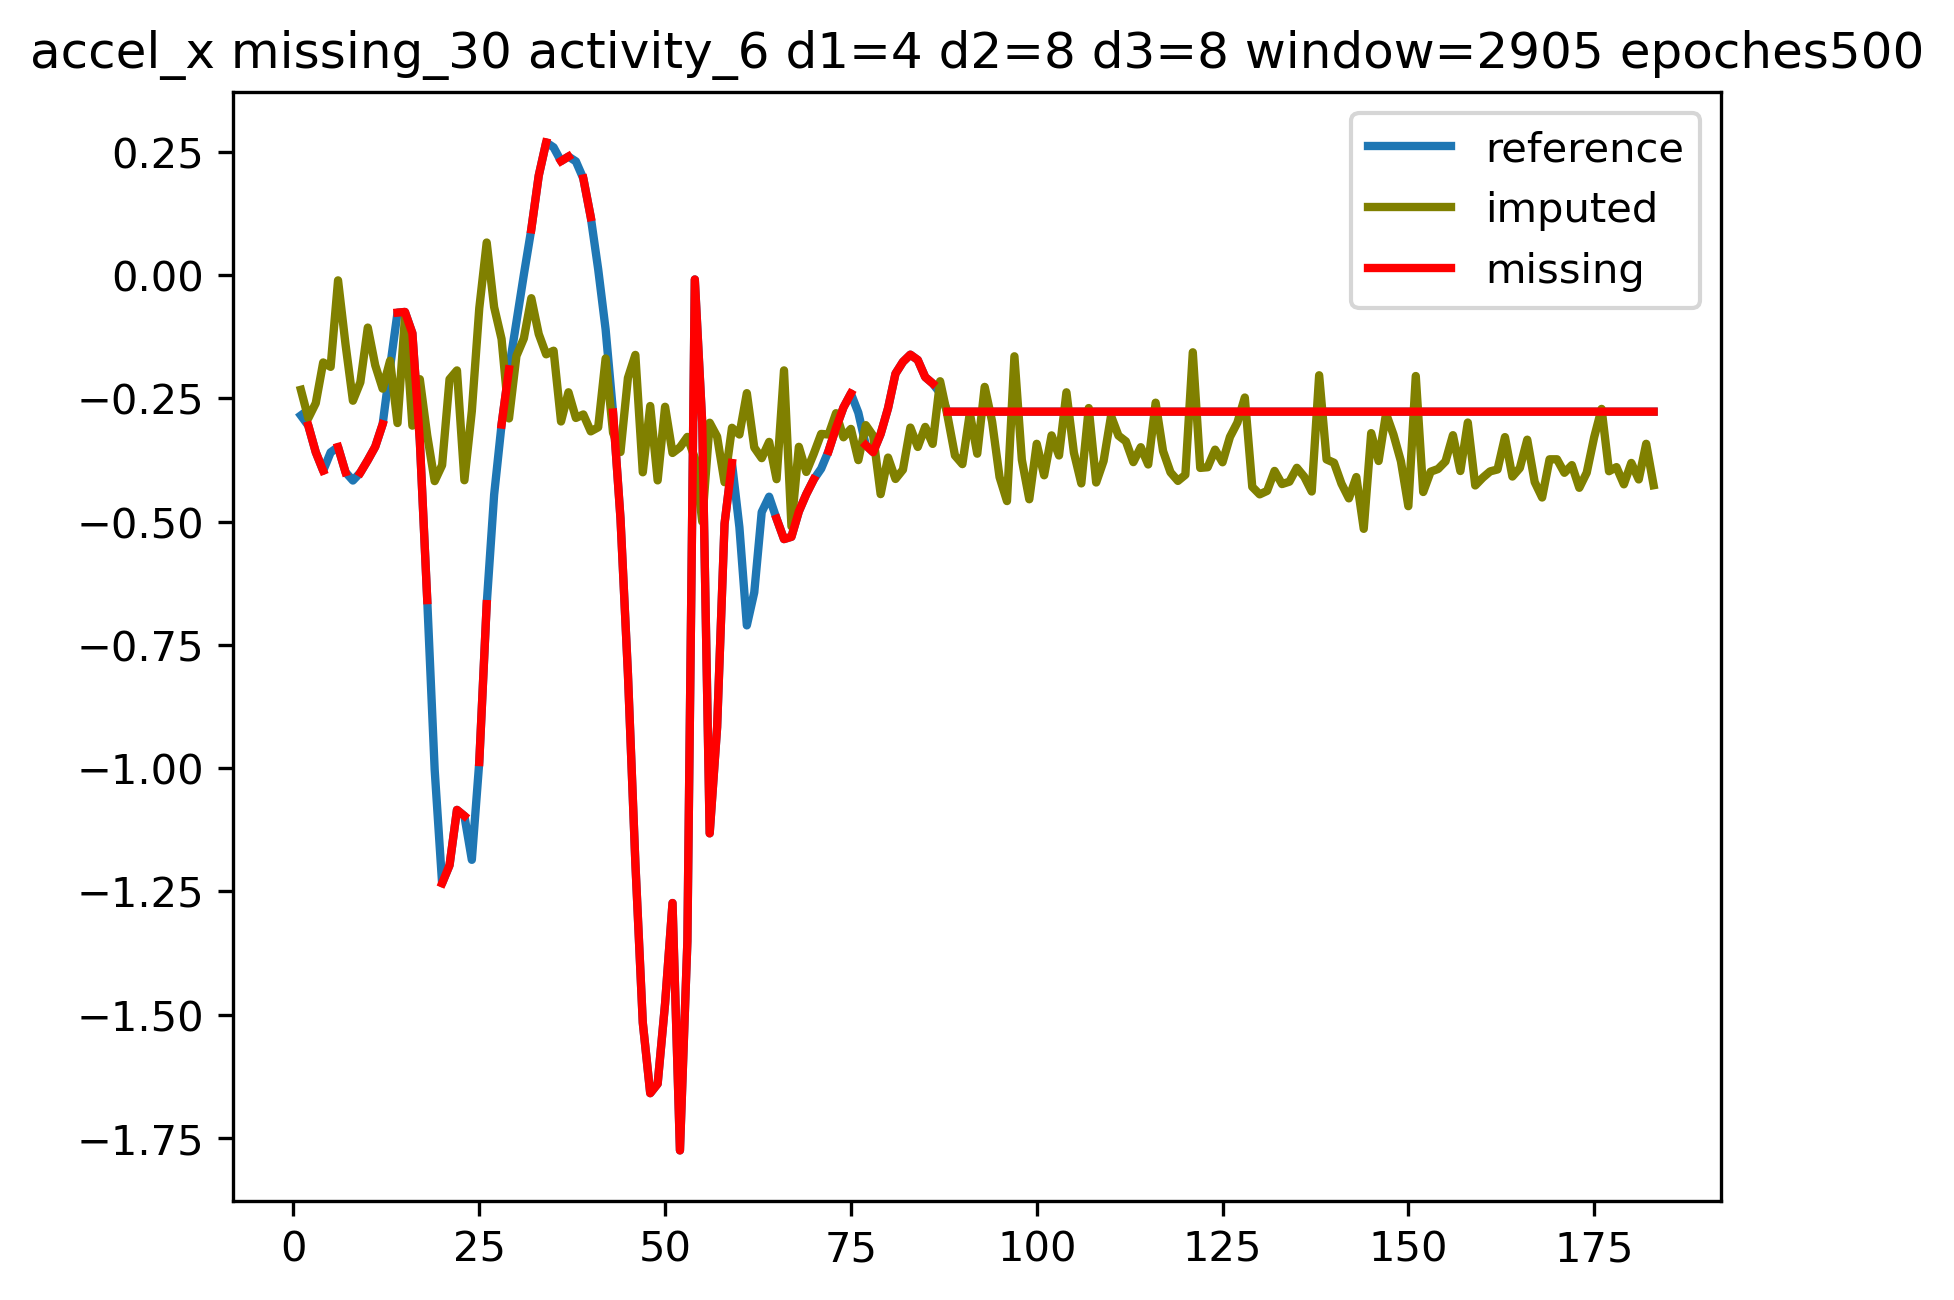 accel_x missing_30 activity_6 d1=4 d2=8 d3=8 window=2905 epoches500
reference
imputed
missing
0.25
0.00
−0.25
−0.50
−0.75
−1.00
−1.25
−1.50
−1.75
0 25 50 75 100 125 150 175